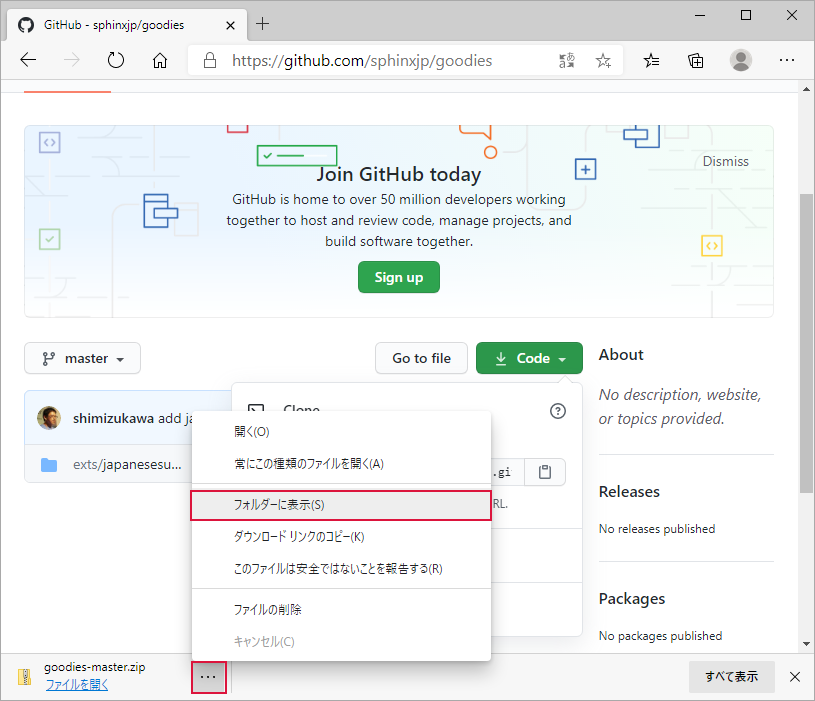 GitHub - sphinxjp/goodies
https://github.com/sphinxjp/goodies
Dismiss
Join GitHub today
GitHub is home to over 50 million developers working
together to host and review code, manage projects, and
build software together.
Sign up
master
Go to file
Code
About
No description, website,
or topics provided.
Releases
No releases published
Packages
No packages published
Clone
shimizukawa add ja
exts/japanesesu...
.gi
RL.
開く(O)
常にこの種類のファイルを開く(A)
フォルダーに表示(S)
ダウンロード リンクのコピー(K)
このファイルは安全ではないことを報告する(R)
ファイルの削除
キャンセル(C)
goodies-master.zip
ファイルを開く
...
すべて表示